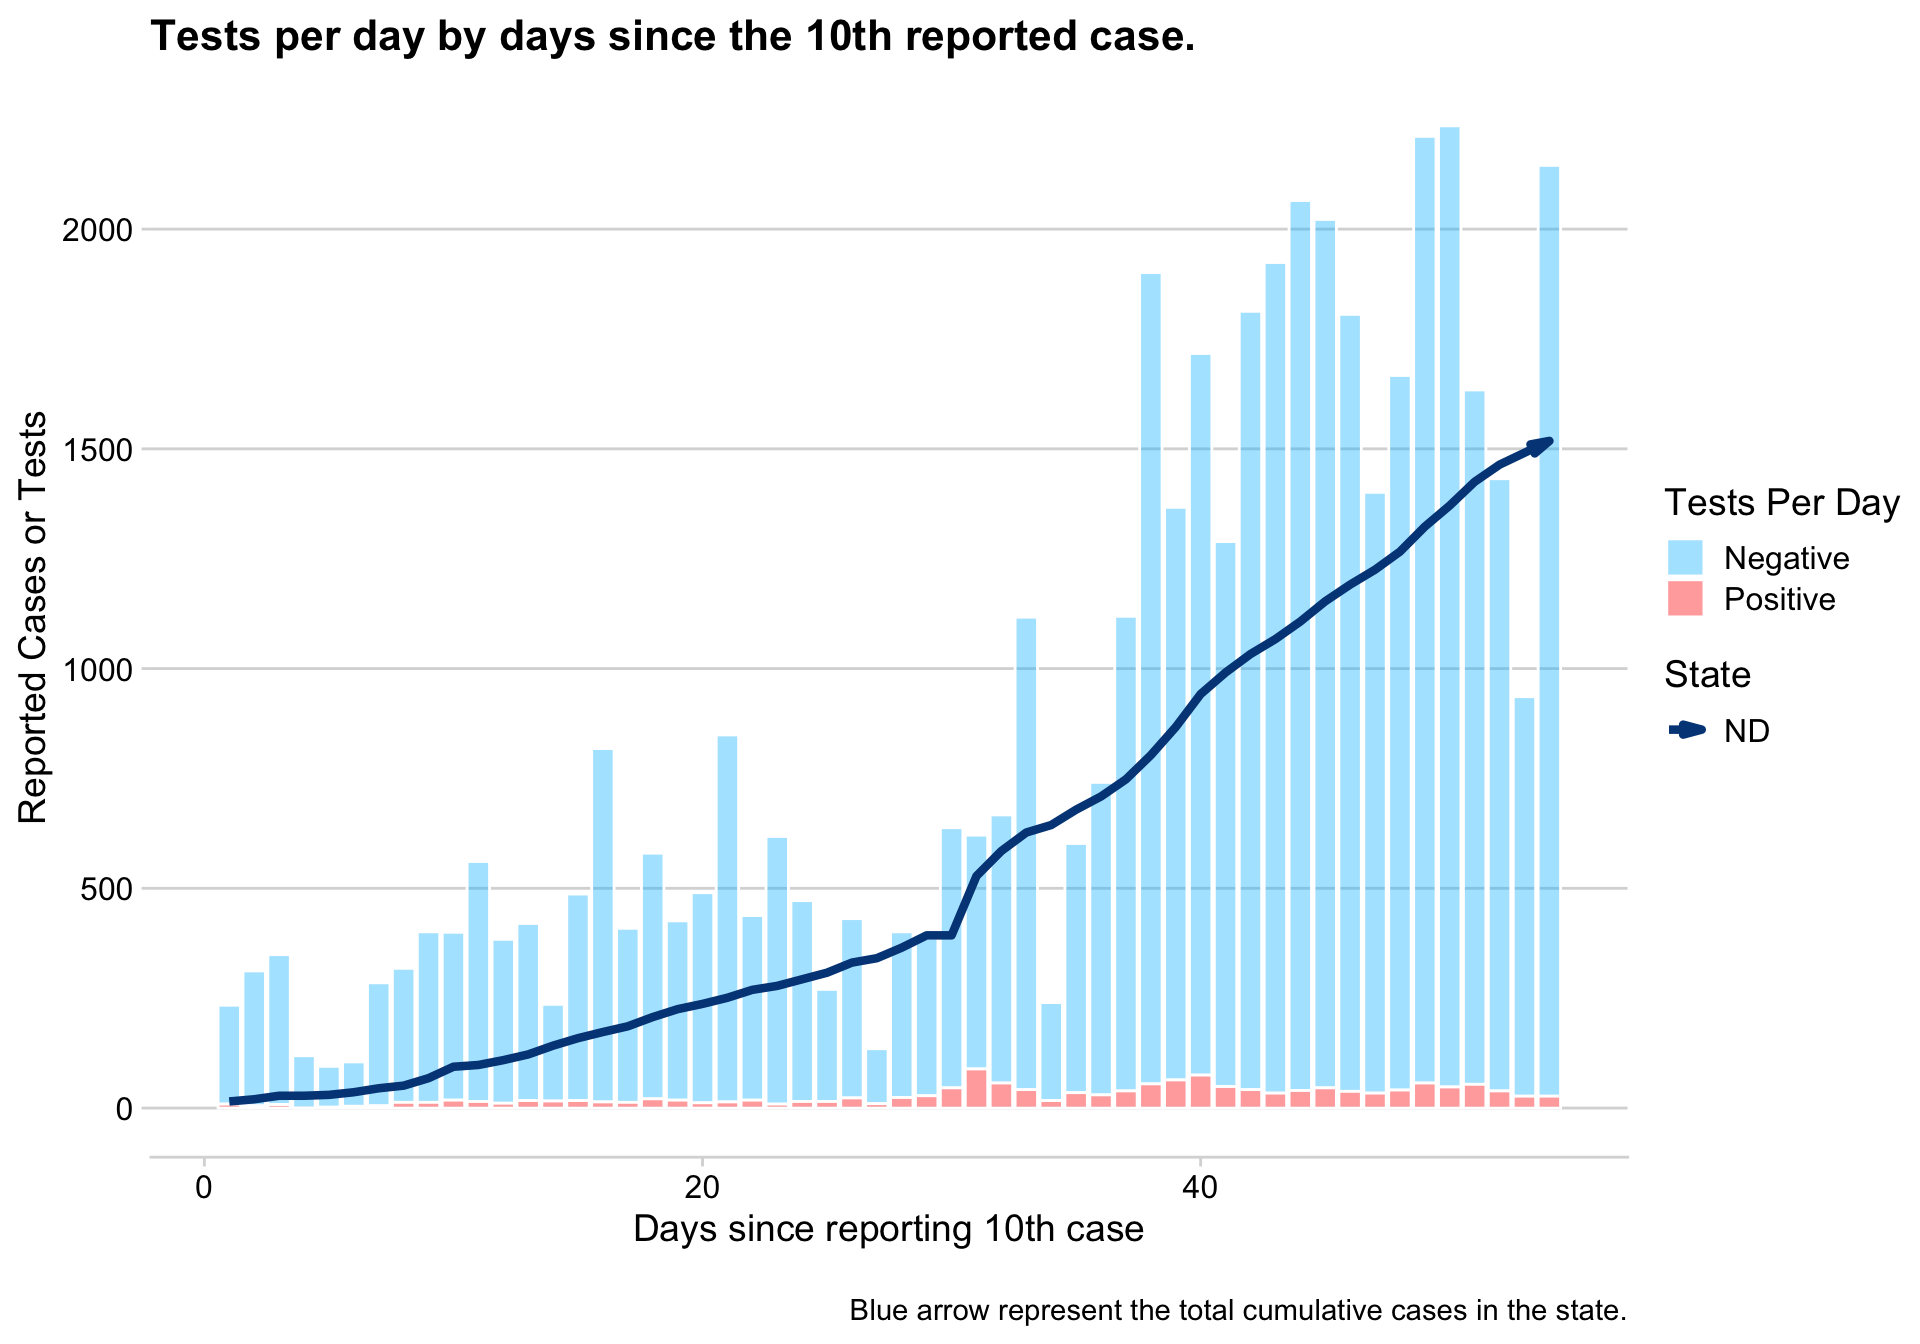 Tests per day by days since the 10th reported case.
Reported Cases or Tests
2000
1500
1000
500
0
0
20
40
Days since reporting 10th case
Tests Per Day
Negative
Positive
State
ND
Blue arrow represent the total cumulative cases in the state.